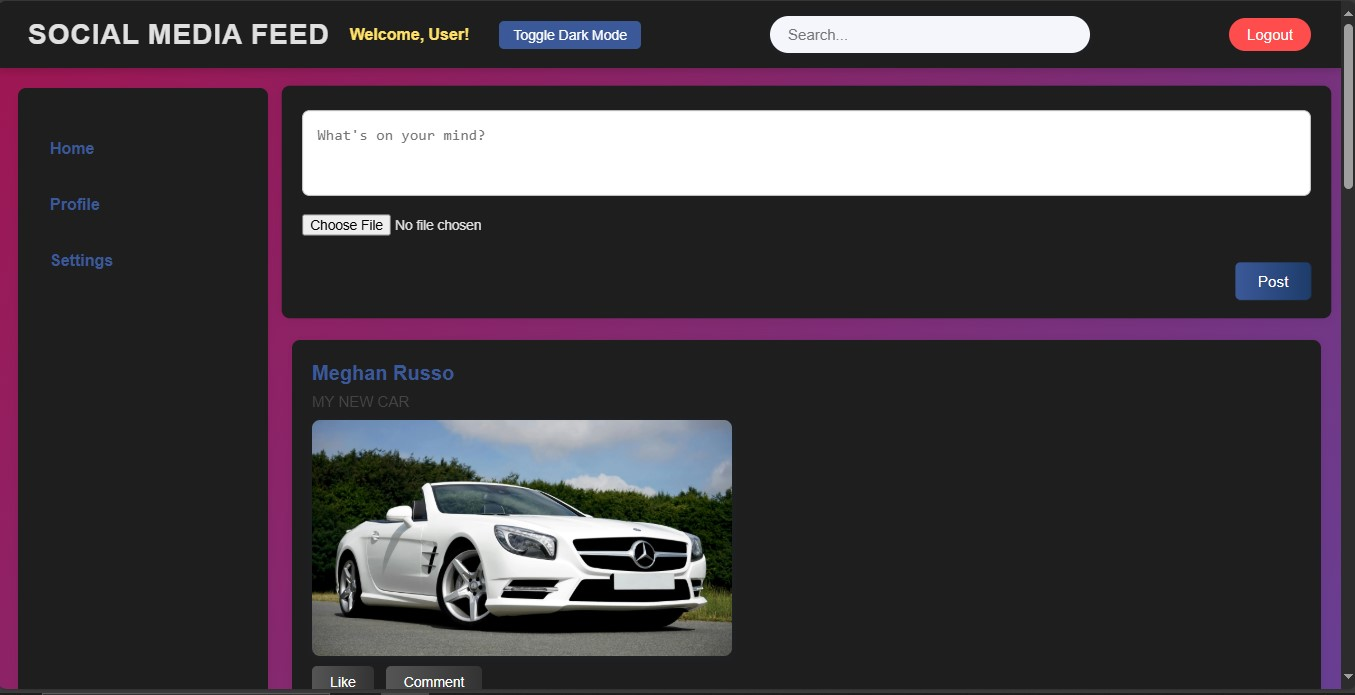 SOCIAL MEDIA FEED Welcome, User! Toggle Dark Mode Search... Logout
Home
Profile
Settings
What's on your mind?
Choose File No file chosen
Post
Meghan Russo
MY NEW CAR
Like Comment